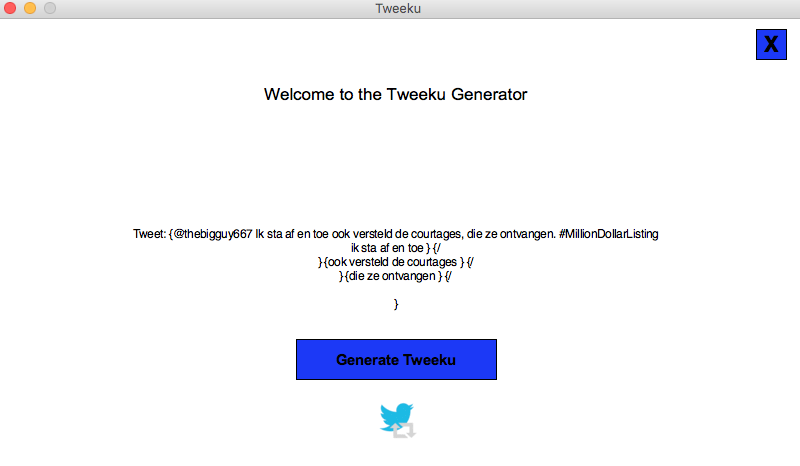 Tweeku
X
Welcome to the Tweeku Generator
Tweet: {@thebigguy667 Ik sta af en toe ook versteld de courtages, die ze ontvangen. #MillionDollarListing
ik sta af en toe } {/
} {ook versteld de courtages } {/
} {die ze ontvangen } {/
}
Generate Tweeku